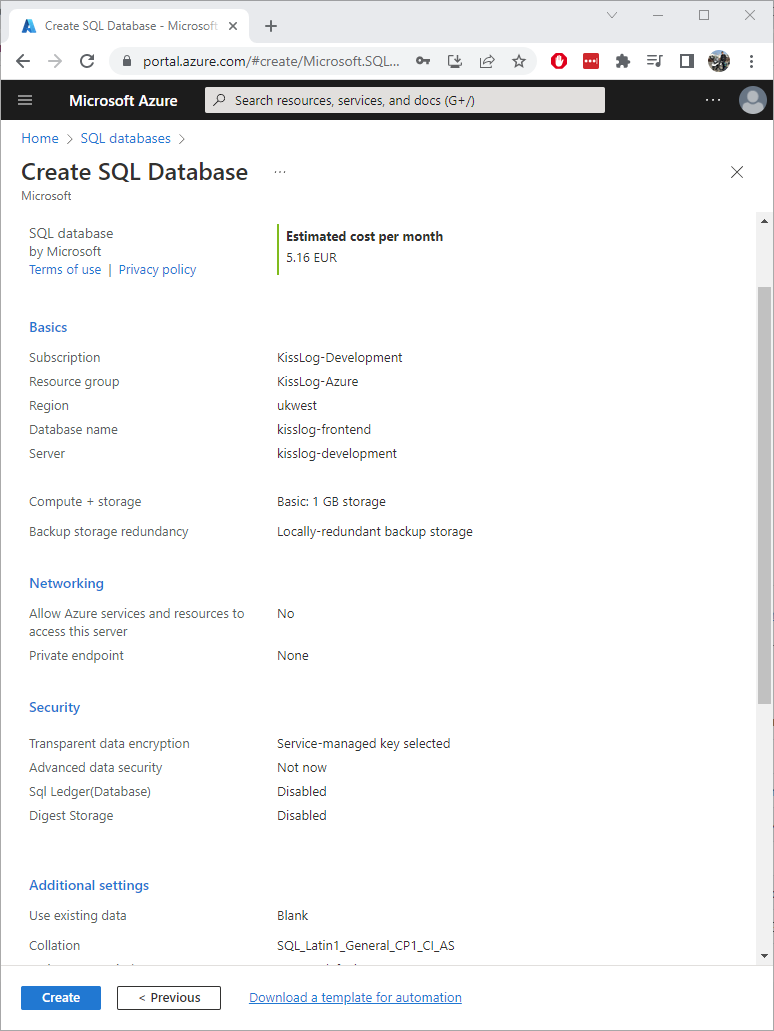 Create SQL Database - Microsoft
portal.azure.com/#create/Microsoft.SQL...
Microsoft Azure
Search resources, services, and docs (G+/)
Home > SQL databases >
Create SQL Database ...
Microsoft
SQL database
by Microsoft
Terms of use | Privacy policy
Estimated cost per month
5.16 EUR
Basics
Subscription KissLog-Development
Resource group KissLog-Azure
Region ukwest
Database name kisslog-frontend
Server kisslog-development
Compute + storage Basic: 1 GB storage
Backup storage redundancy Locally-redundant backup storage
Networking
Allow Azure services and resources to
access this server No
Private endpoint None
Security
Transparent data encryption Service-managed key selected
Advanced data security Not now
Sql Ledger(Database) Disabled
Digest Storage Disabled
Additional settings
Use existing data Blank
Collation SQL_Latin1_General_CP1_CI_AS
Create
< Previous
Download a template for automation